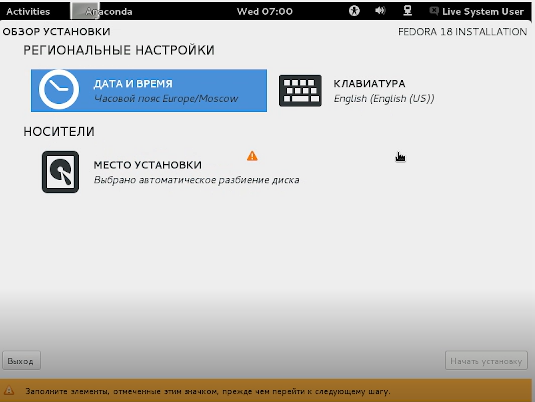 Activities Anaconda Wed 07:00 Live System User
ОБЗОР УСТАНОВКИ FEDORA 18 INSTALLATION
РЕГИОНАЛЬНЫЕ НАСТРОЙКИ
ДАТА И ВРЕМЯ
Часовой пояс Europe/Moscow
КЛАВИАТУРА
English (English (US))
НОСИТЕЛИ
МЕСТО УСТАНОВКИ
Выбрано автоматическое разбиение диска
Выход Начать установку
Заполните элементы, отмеченные этим значком, прежде чем перейти к следующему шагу.